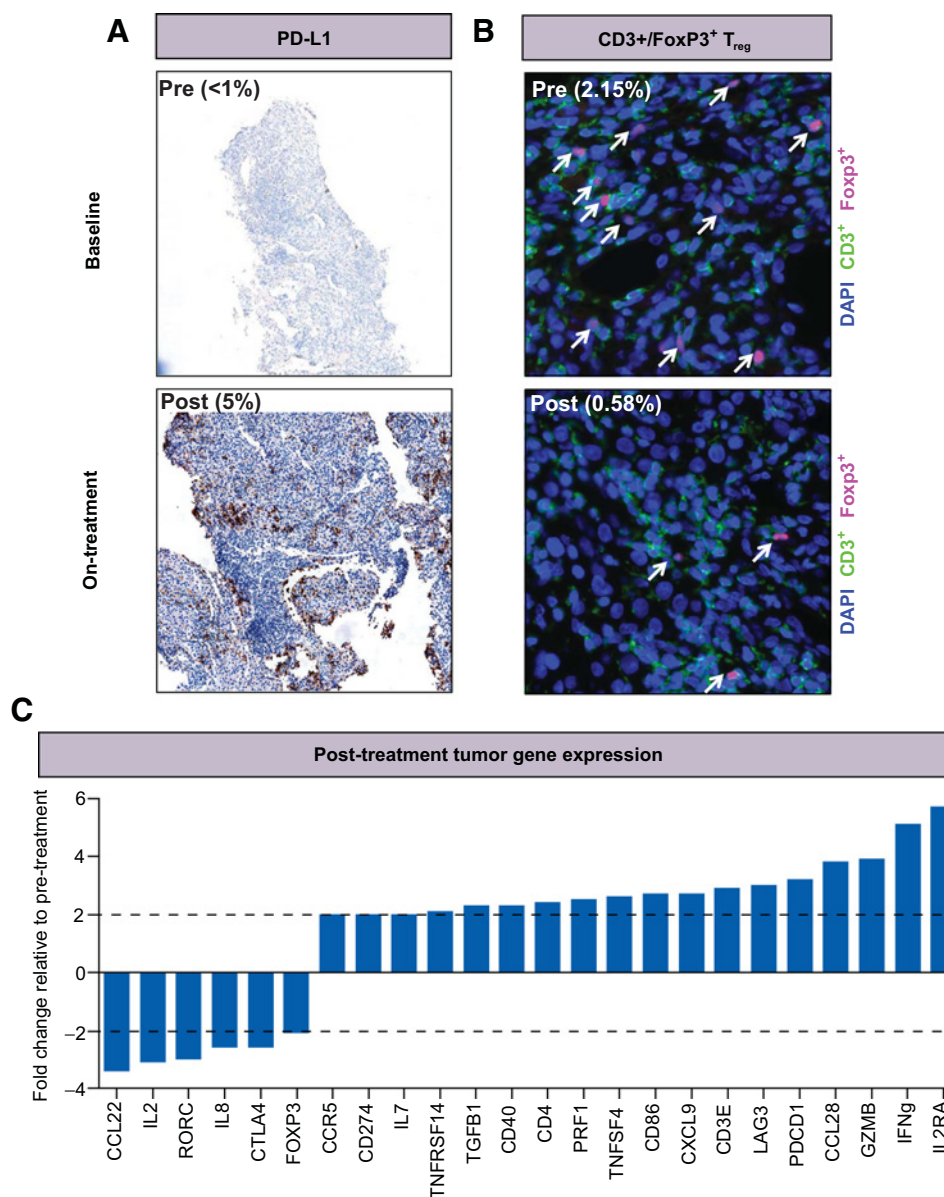 A
PD-L1
Pre (<1%)
Baseline
Post (5%)
On-treatment
B
CD3+/FoxP3⁺ Treg
Pre (2.15%)
DAPI CD3⁺ Foxp3⁺
Post (0.58%)
DAPI CD3⁺ Foxp3⁺
C
Post-treatment tumor gene expression
Fold change relative to pre-treatment
6
4
2
0
–2
–4
CCL22
IL2
RORC
IL8
CTLA4
FOXP3
CCR5
CD274
IL7
TNFRSF14
TGFB1
CD40
CD4
PRF1
TNFSF4
CD86
CXCL9
CD3E
LAG3
PDCD1
CCL28
GZMB
IFNg
IL2RA